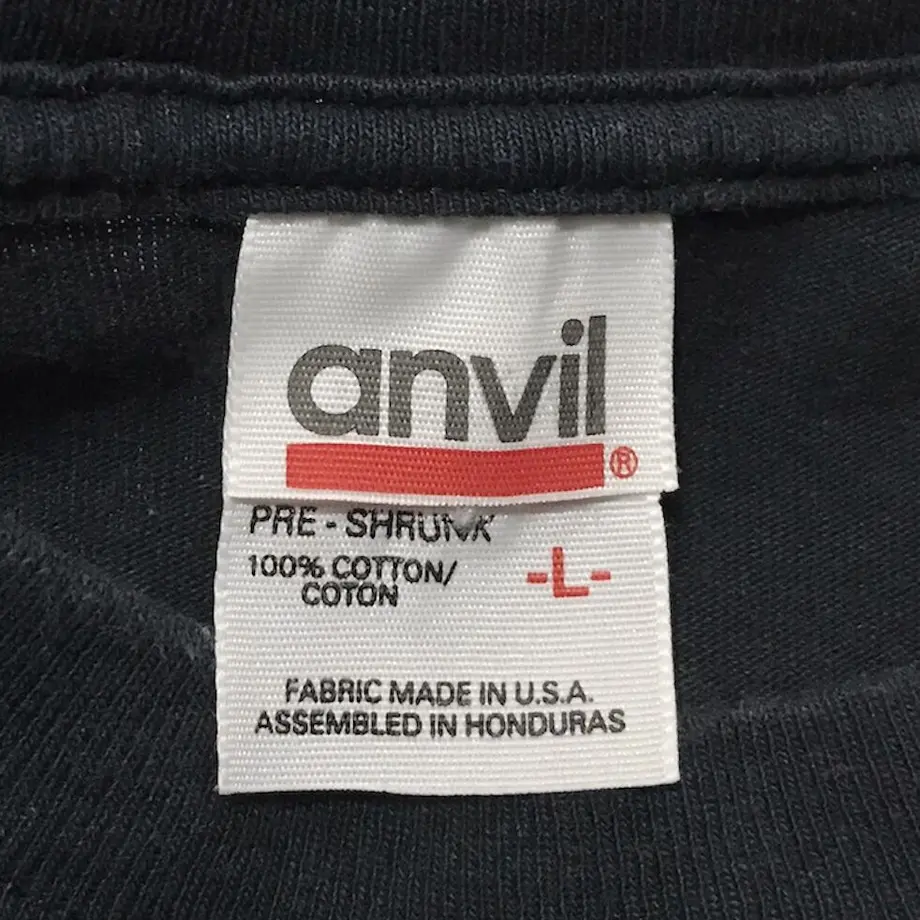 anvil®
PRE - SHRUNK
100% COTTON/
COTON
-L-
FABRIC MADE IN U.S.A.
ASSEMBLED IN HONDURAS